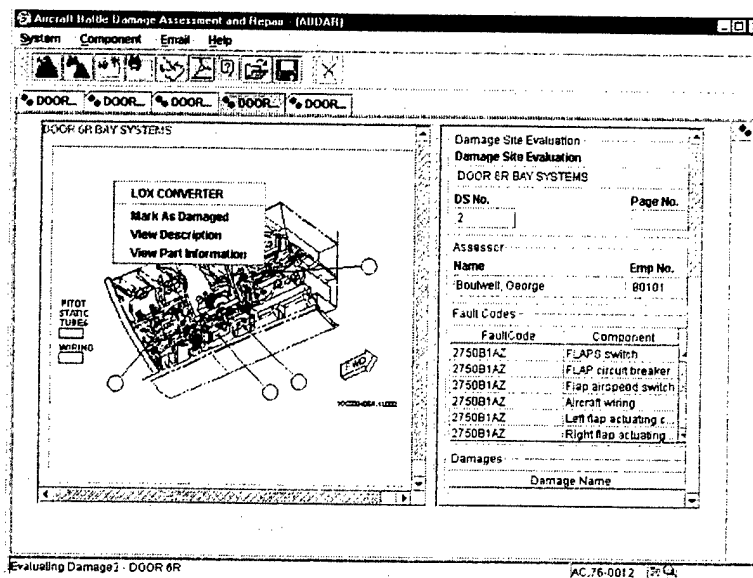 Aircraft Battle Damage Assessment and Repair - (ABDAR)
System Component Email Help
DOOR... DOOR... DOOR... DOOR... DOOR...
DOOR 6R BAY SYSTEMS
LOX CONVERTER
Mark As Damaged
View Description
View Part Information
PITOT
STATIC
TUBES
WIRING
FWD
Damage Site Evaluation
Damage Site Evaluation
DOOR 6R BAY SYSTEMS
DS No. Page No.
2
Assessor
Name Emp No.
Boutwell, George 80101
Fault Codes
FaultCode Component
2750B1AZ FLAPS switch
2750B1AZ FLAP circuit breaker
2750B1AZ Flap airspeed switch
2750B1AZ Aircraft wiring
2750B1AZ Left flap actuating c...
2750B1AZ Right flap actuating ...
Damages
Damage Name
Evaluating Damage2 - DOOR 6R
AC,76-0012